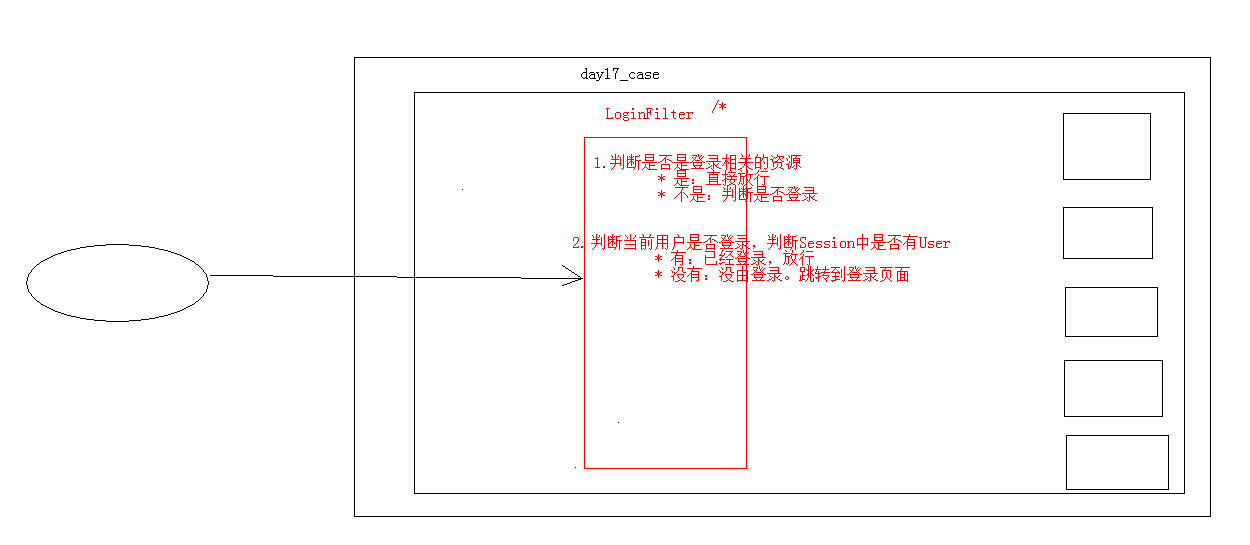 day17_case
LoginFilter /*
1.判断是否是登录相关的资源
* 是：直接放行
* 不是：判断是否登录
2. 判断当前用户是否登录，判断Session中是否有User
* 有：已经登录，放行
* 没有：没由登录。跳转到登录页面